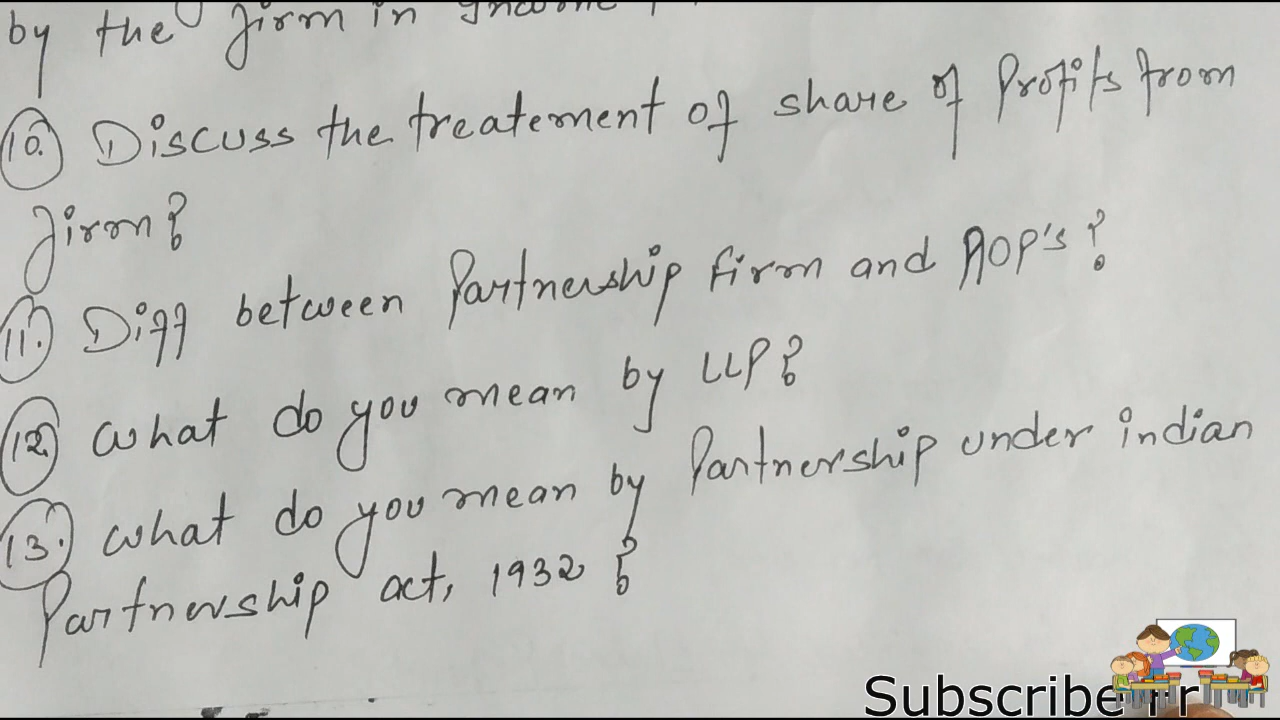 by the firm in Income
10. Discuss the treatement of share of Profits from
firm?
11. Diff between Partnership firm and AOP's?
12. What do you mean by LLP?
13. What do you mean by Partnership under indian
Partnership act, 1932?
Subscribe